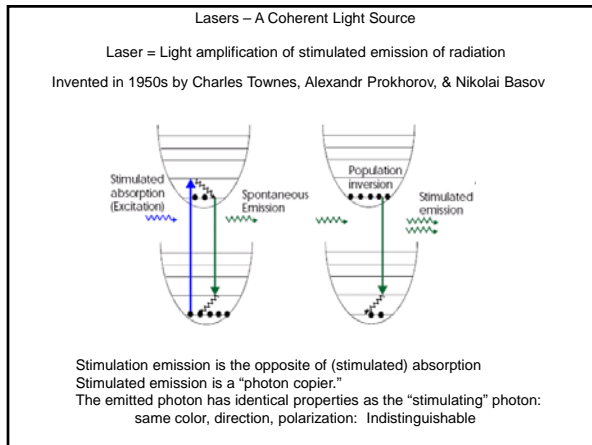 Lasers – A Coherent Light Source
Laser = Light amplification of stimulated emission of radiation
Invented in 1950s by Charles Townes, Alexandr Prokhorov, & Nikolai Basov
Stimulated
absorption
(Excitation)
Spontaneous
Emission
Population
inversion
Stimulated
emission
Stimulation emission is the opposite of (stimulated) absorption
Stimulated emission is a “photon copier.”
The emitted photon has identical properties as the “stimulating” photon:
same color, direction, polarization: Indistinguishable